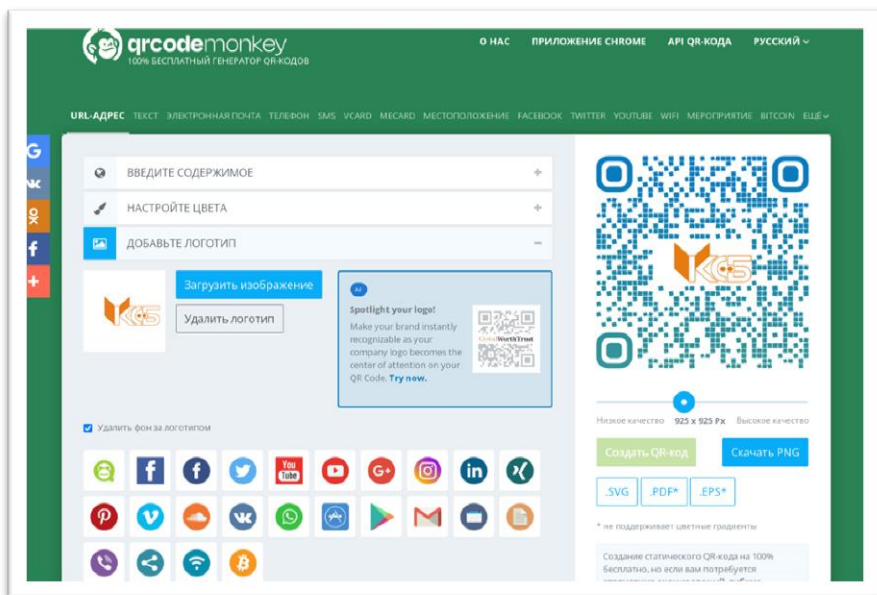 qrcodemonkey
100% БЕСПЛАТНЫЙ ГЕНЕРАТОР QR-КОДОВ
О НАС ПРИЛОЖЕНИЕ CHROME API QR-КОДА РУССКИЙ
URL-АДРЕС ТЕКСТ ЭЛЕКТРОННАЯ ПОЧТА ТЕЛЕФОН SMS VCARD MECARD МЕСТОПОЛОЖЕНИЕ FACEBOOK TWITTER YOUTUBE WIFI МЕРОПРИЯТИЕ BITCOIN ЕЩЁ
ВВЕДИТЕ СОДЕРЖИМОЕ
НАСТРОЙТЕ ЦВЕТА
ДОБАВЬТЕ ЛОГОТИП
Загрузить изображение
Удалить логотип
Ad
Spotlight your logo!
Make your brand instantly
recognizable as your
company logo becomes the
center of attention on your
QR Code. Try now.
GlobalWorthTrust
Удалить фон за логотипом
You
Tube
Низкое качество 925 x 925 Px Высокое качество
Создать QR-код
Скачать PNG
.SVG .PDF* .EPS*
* не поддерживает цветные градиенты
Создание статического QR-кода на 100%
бесплатно, но если вам потребуется